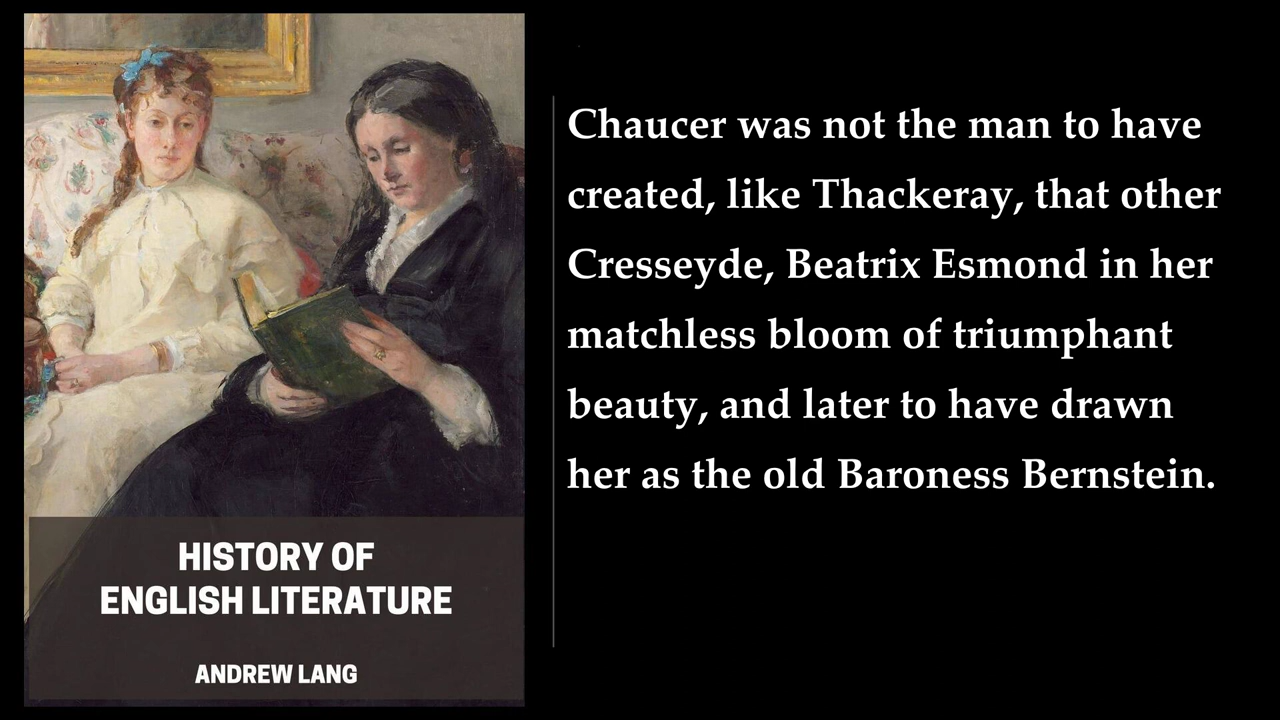 Chaucer was not the man to have
created, like Thackeray, that other
Cresseyde, Beatrix Esmond in her
matchless bloom of triumphant
beauty, and later to have drawn
her as the old Baroness Bernstein.
HISTORY OF
ENGLISH LITERATURE
ANDREW LANG